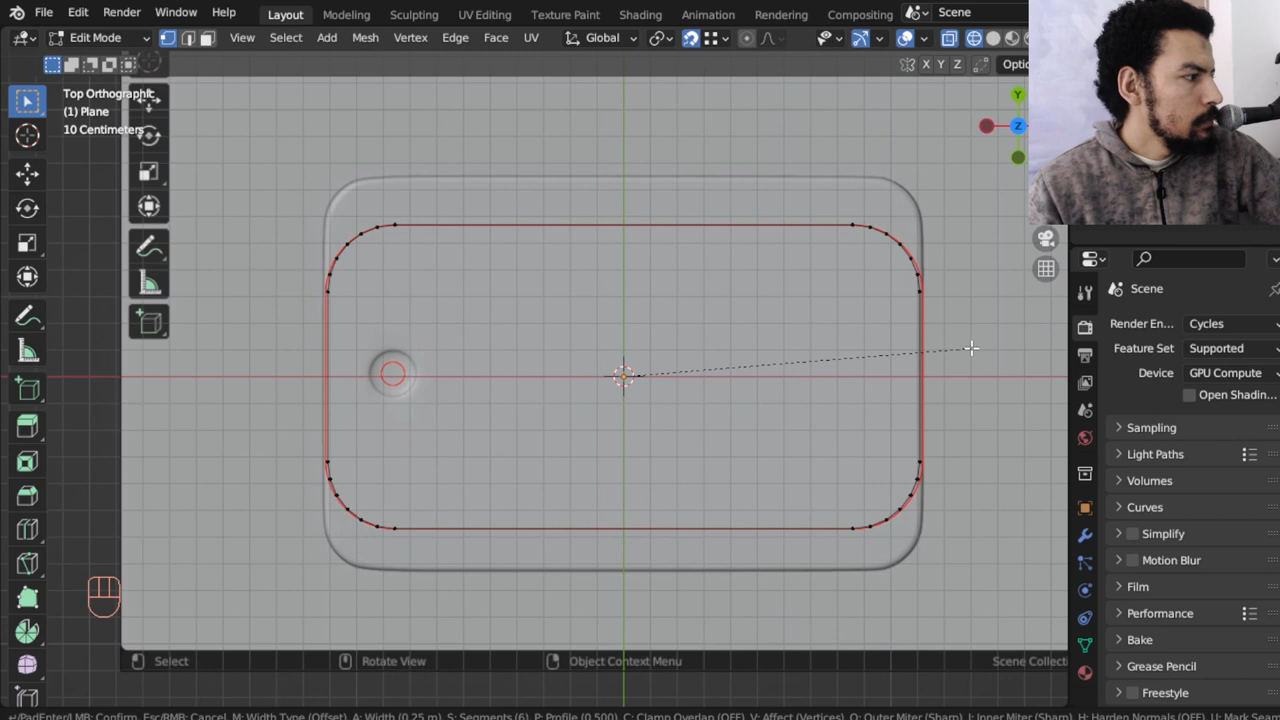 File Edit Render Window Help Layout Modeling Sculpting UV Editing Texture Paint Shading Animation Rendering Compositing Scene
Edit Mode View Select Add Mesh Vertex Edge Face UV Global
X Y Z
Top Orthographic
(1) Plane
10 Centimeters
Y
Z
Scene
Render En... Cycles
Feature Set Supported
Device GPU Compute
Open Shadin...
Sampling
Light Paths
Volumes
Curves
Simplify
Motion Blur
Film
Performance
Bake
Grease Pencil
Freestyle
Select Rotate View Object Context Menu Scene Collecti